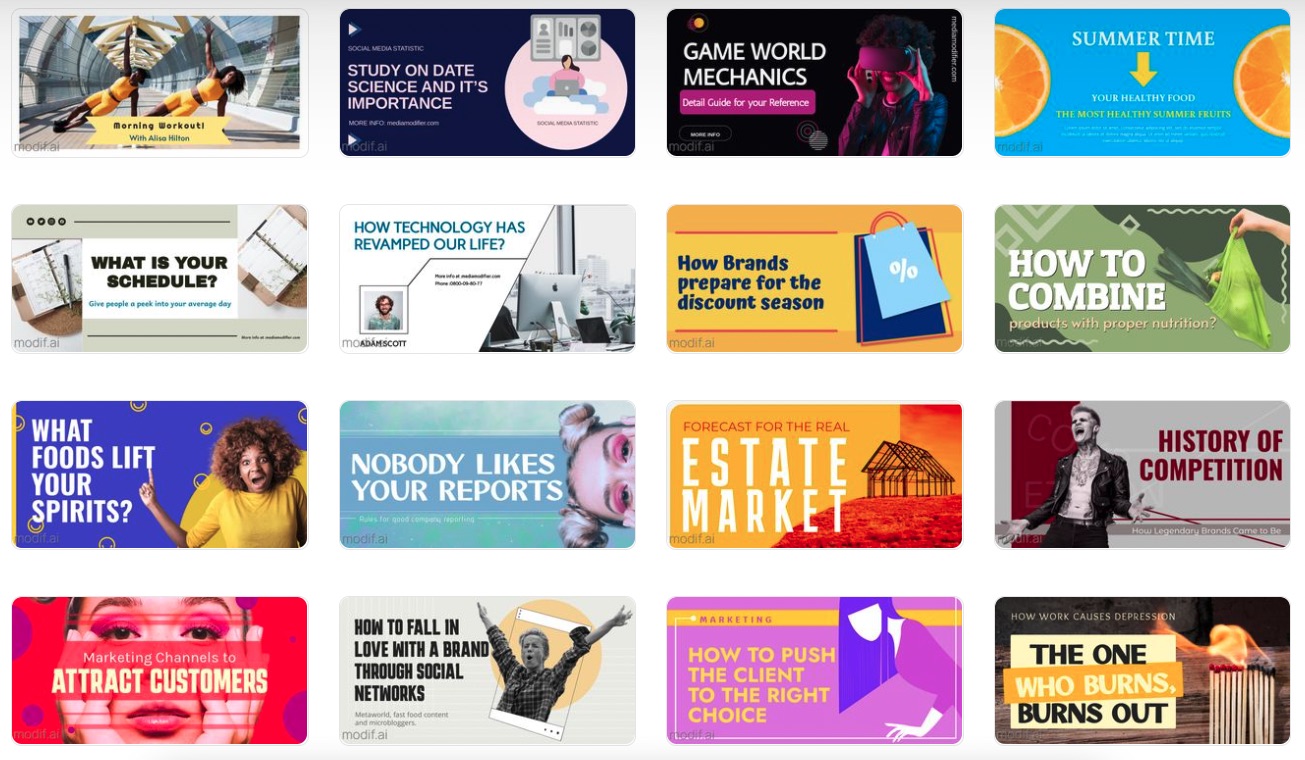 Morning Workout!
With Alisa Hilton
modif.ai
SOCIAL MEDIA STATISTIC
STUDY ON DATE
SCIENCE AND IT'S
IMPORTANCE
MORE INFO: mediamodifier.com
SOCIAL MEDIA STATISTIC
modif.ai
mediamodifier.com
GAME WORLD
MECHANICS
Detail Guide for your Reference
MORE INFO
modif.ai
SUMMER TIME
YOUR HEALTHY FOOD
THE MOST HEALTHY SUMMER FRUITS
modif.ai
WHAT IS YOUR
SCHEDULE?
Give people a peek into your average day
More info at mediamodifier.com
modif.ai
HOW TECHNOLOGY HAS
REVAMPED OUR LIFE?
More info at mediamodifier.com
Phone: 0800-09-80-77
ADAM SCOTT
modif.ai
%
How Brands
prepare for the
discount season
modif.ai
HOW TO
COMBINE
products with proper nutrition?
modif.ai
WHAT
FOODS LIFT
YOUR
SPIRITS?
modif.ai
NOBODY LIKES
YOUR REPORTS
Rules for good company reporting
modif.ai
FORECAST FOR THE REAL
ESTATE
MARKET
modif.ai
HISTORY OF
COMPETITION
How Legendary Brands Came to Be
modif.ai
Marketing Channels to
ATTRACT CUSTOMERS
modif.ai
HOW TO FALL IN
LOVE WITH A BRAND
THROUGH SOCIAL
NETWORKS
Metaworld, fast food content
and microbloggers.
modif.ai
MARKETING
HOW TO PUSH
THE CLIENT
TO THE RIGHT
CHOICE
modif.ai
HOW WORK CAUSES DEPRESSION
THE ONE
WHO BURNS,
BURNS OUT
modif.ai